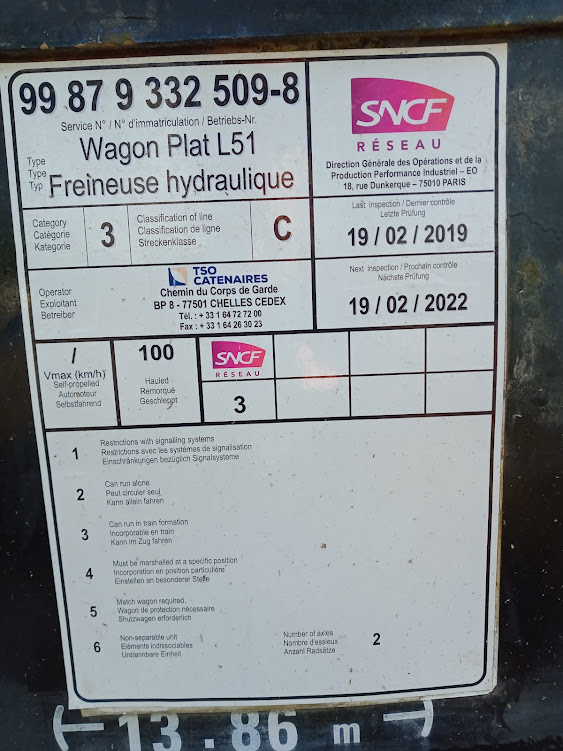 99 87 9 332 509-8
Service N° / N° d'immatriculation / Betriebs-Nr.
Type
Type
Typ
Wagon Plat L51
Freineuse hydraulique
SNCF
RÉSEAU
Direction Générale des Opérations et de la
Production Performance Industriel – EO
18, rue Dunkerque – 75010 PARIS
Category
Catégorie
Kategorie
3
Classification of line
Classification de ligne
Streckenklasse
C
Last inspection / Dernier contrôle
Letzte Prüfung
19 / 02 / 2019
Operator
Exploitant
Betreiber
TSO
CATENAIRES
Chemin du Corps de Garde
BP 8 - 77501 CHELLES CEDEX
Tél. : + 33 1 64 72 72 00
Fax : + 33 1 64 26 30 23
Next inspection / Prochain contrôle
Nächste Prüfung
19 / 02 / 2022
/
Vmax (km/h)
Self-propelled
Automoteur
Selbstfahrend
100
Hauled
Remorqué
Geschleppt
SNCF
RÉSEAU
3
1
Restrictions with signalling systems
Restrictions avec les systèmes de signalisation
Einschränkungen bezüglich Signalsysteme
2
Can run alone
Peut circuler seul
Kann allein fahren
3
Can run in train formation
Incorporable en train
Kann im Zug fahren
4
Must be marshalled at a specific position
Incorporation en position particulière
Einstellen an besonderer Stelle
5
Match wagon required.
Wagon de protection nécessaire
Shutzwagen erforderlich
6
Non-separable unit
Eléments indissociables
Untrennbare Einheit
Number of axles
Nombre d'essieux
Anzahl Radsätze
2
13.86 m